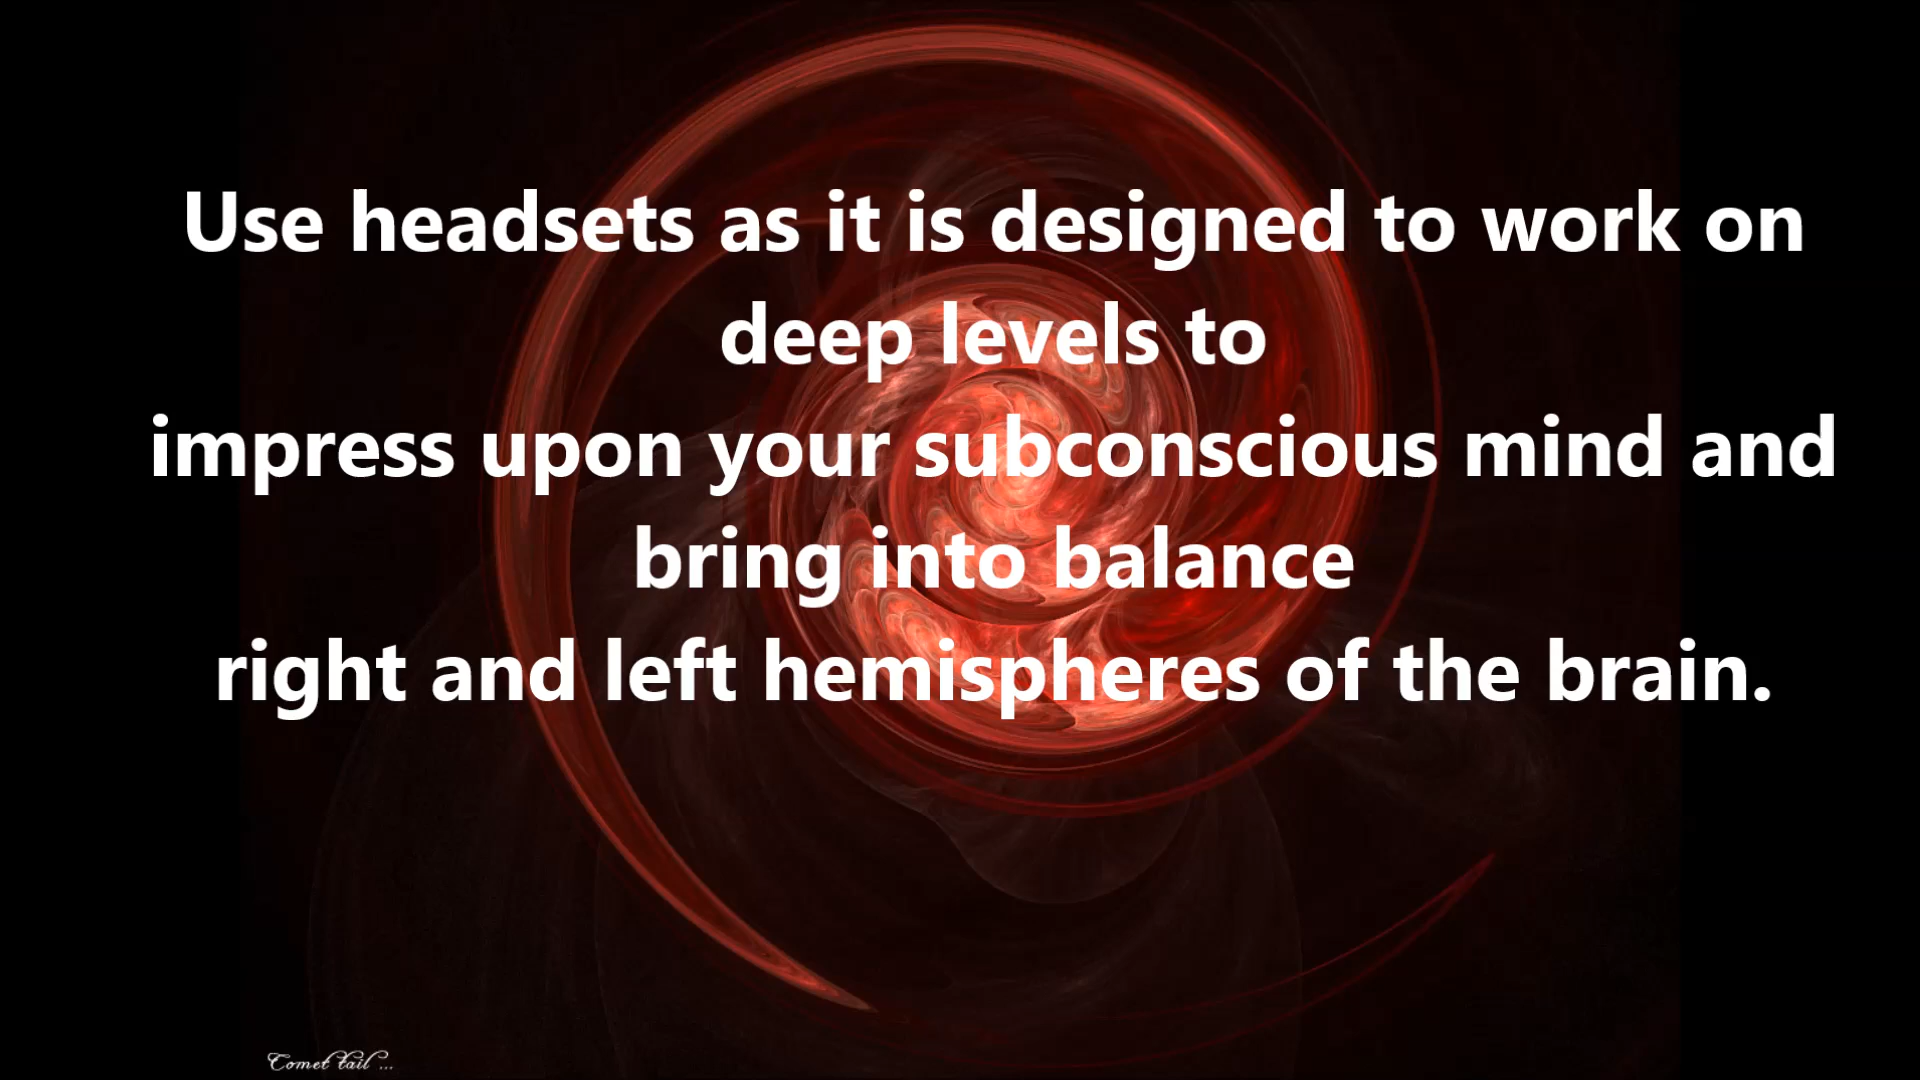 Use headsets as it is designed to work on
deep levels to
impress upon your subconscious mind and
bring into balance
right and left hemispheres of the brain.
Comet tail ...